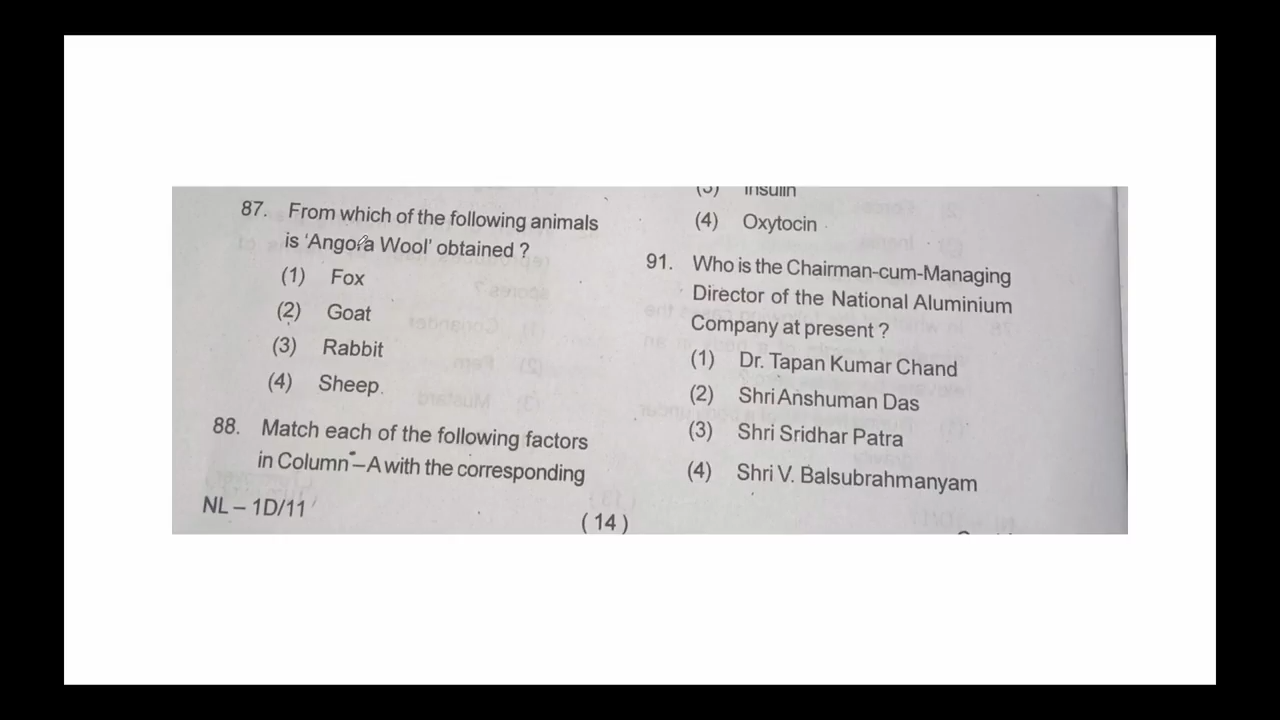 87. From which of the following animals
is 'Angora Wool' obtained ?
(1) Fox
(2) Goat
(3) Rabbit
(4) Sheep
88. Match each of the following factors
in Column – A with the corresponding
NL – 1D/11
(3) Insulin
(4) Oxytocin
91. Who is the Chairman-cum-Managing
Director of the National Aluminium
Company at present ?
(1) Dr. Tapan Kumar Chand
(2) Shri Anshuman Das
(3) Shri Sridhar Patra
(4) Shri V. Balsubrahmanyam
( 14 )